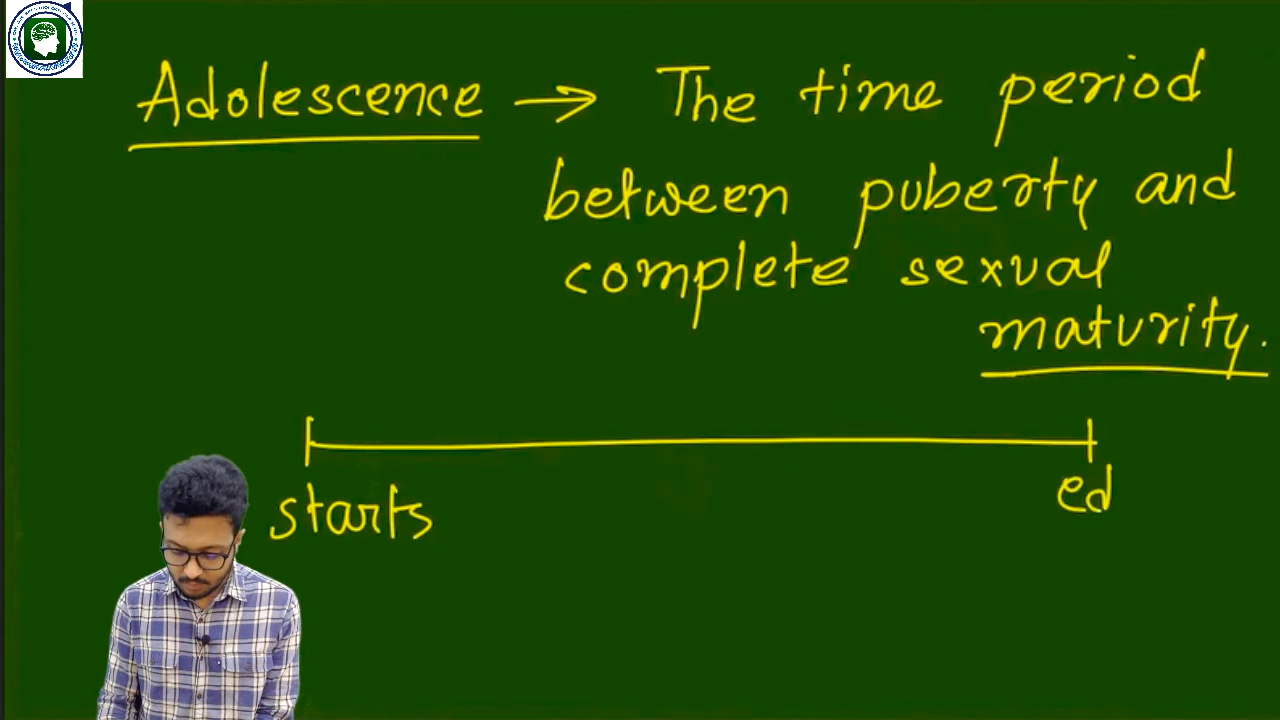 Adolescence → The time period
between puberty and
complete sexual
maturity.
starts
ed